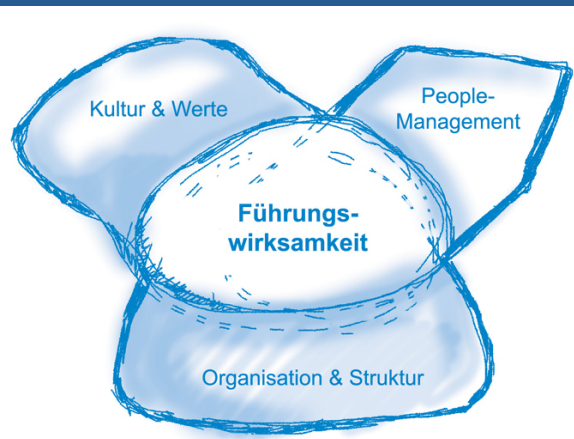 Kultur & Werte
People-
Management
Führungs-
wirksamkeit
Organisation & Struktur